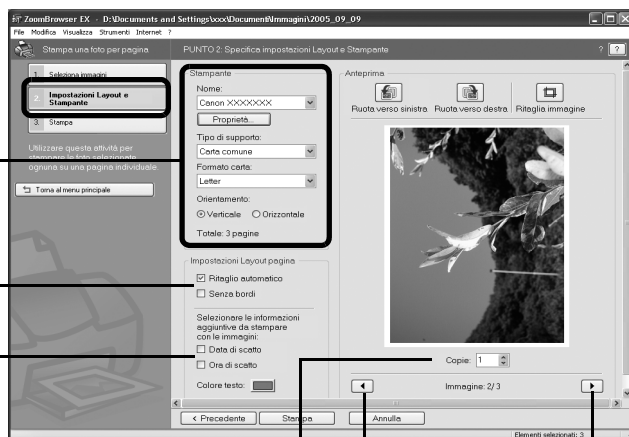 ZoomBrowser EX - D:\Documents and Settings\xxx\Documenti\Immagini\2005_09_09
File Modifica Visualizza Strumenti Internet ?
Stampa una foto per pagina
PUNTO 2: Specifica impostazioni Layout e Stampante
? ?
1. Seleziona immagini
2. Impostazioni Layout e Stampante
3. Stampa
Utilizzare questa attività per
stampare le foto selezionate
ognuna su una pagina individuale.
Torna al menu principale
Stampante
Nome:
Canon XXXXXXX
Proprietà...
Tipo di supporto:
Carta comune
Formato carta:
Letter
Orientamento:
Verticale Orizzontale
Totale: 3 pagine
Impostazioni Layout pagina
Ritaglio automatico
Senza bordi
Selezionare le informazioni
aggiuntive da stampare
con le immagini:
Data di scatto
Ora di scatto
Colore testo:
Anteprima
Ruota verso sinistra Ruota verso destra Ritaglia immagine
Copie: 1
Immagine: 2/3
< Precedente Stampa Annulla
Elementi selezionati: 3